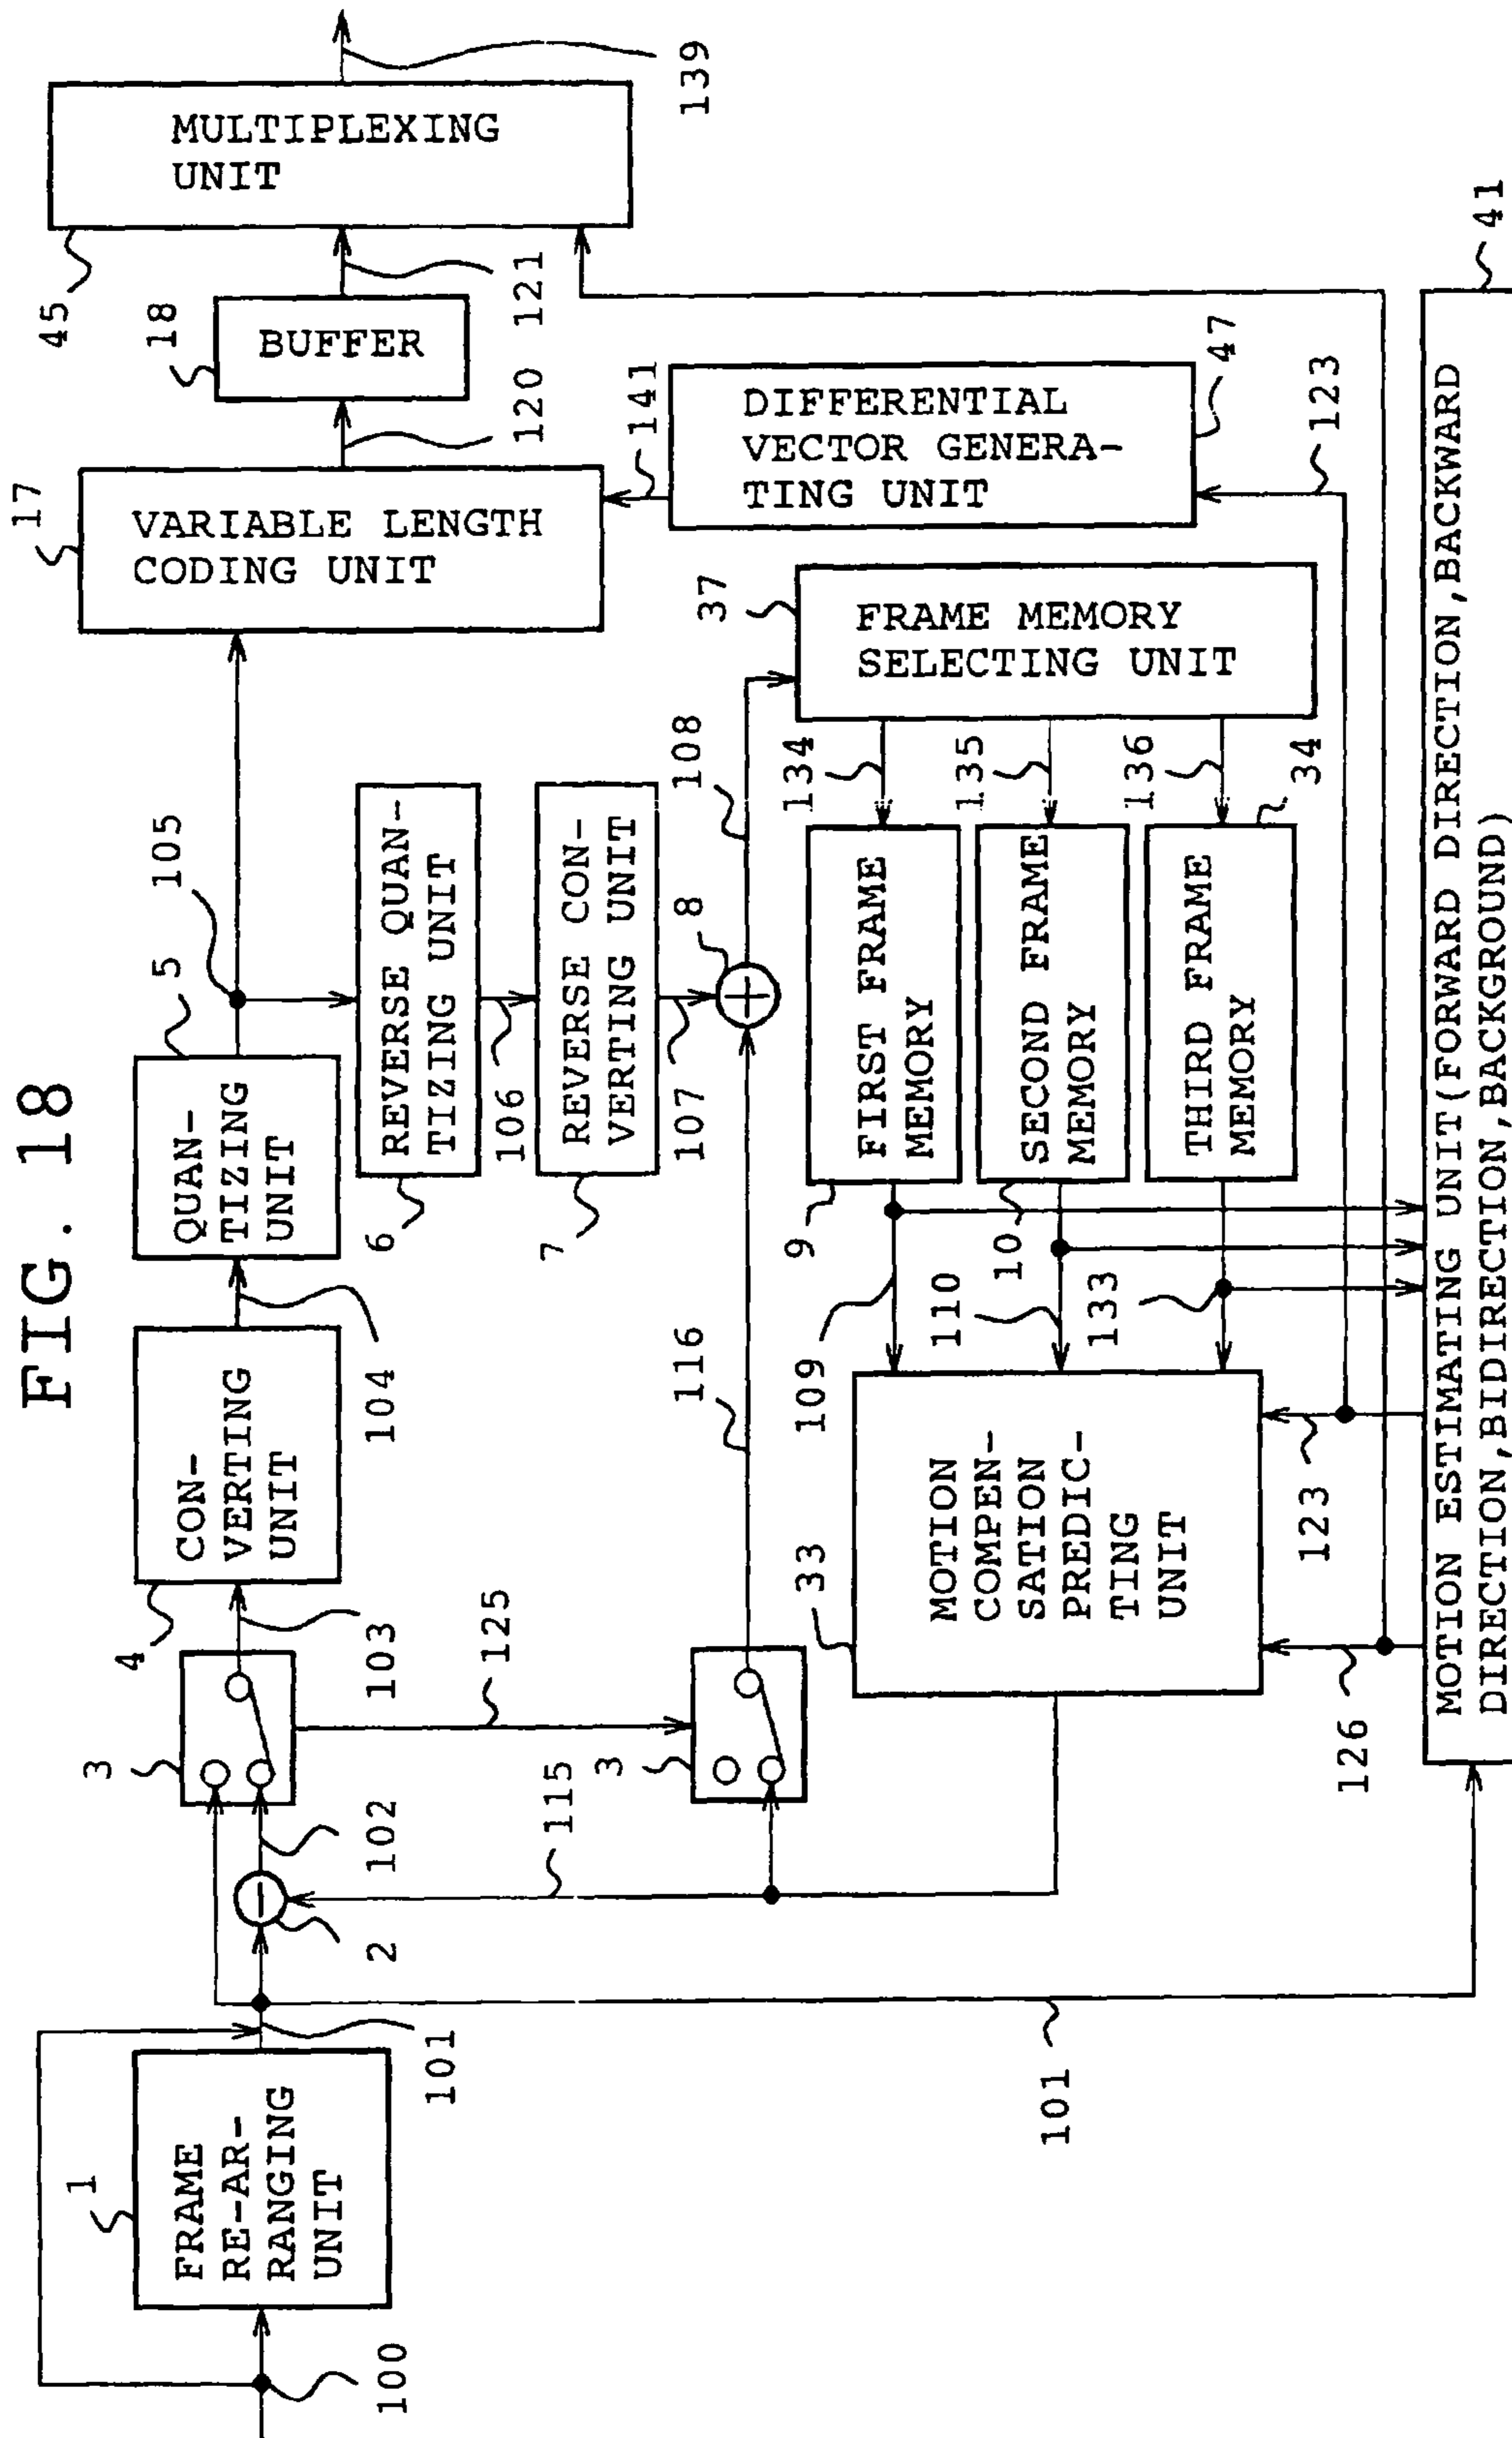 FIG. 18
1
FRAME
RE-AR-
RANGING
UNIT
100
101
101
2
102
3
103
4
CON-
VERTING
UNIT
104
5
QUAN-
TIZING
UNIT
105
17
VARIABLE LENGTH
CODING UNIT
120
18
BUFFER
121
45
MULTIPLEXING
UNIT
139
125
115
3
116
6
REVERSE QUAN-
TIZING UNIT
106
7
REVERSE CON-
VERTING UNIT
107
8
108
141
DIFFERENTIAL
VECTOR GENERA-
TING UNIT
47
123
37
FRAME MEMORY
SELECTING UNIT
134
135
136
34
9
FIRST FRAME
MEMORY
10
SECOND FRAME
MEMORY
THIRD FRAME
MEMORY
109
110
133
33
MOTION
COMPEN-
SATION
PREDIC-
TING
UNIT
123
126
41
MOTION ESTIMATING UNIT(FORWARD DIRECTION,BACKWARD
DIRECTION,BIDIRECTION,BACKGROUND)